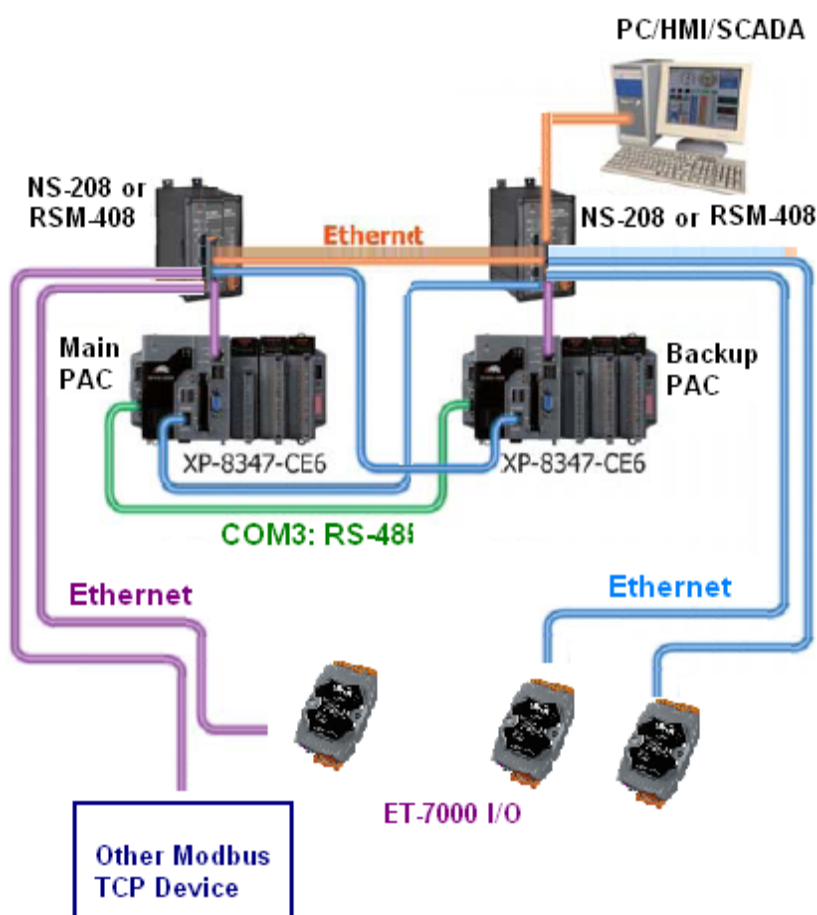 PC/HMI/SCADA
NS-208 or
RSM-408
NS-208 or RSM-408
Ethernet
Main
PAC
Backup
PAC
XP-8347-CE6
XP-8347-CE6
COM3: RS-485
Ethernet
Ethernet
ET-7000 I/O
Other Modbus
TCP Device